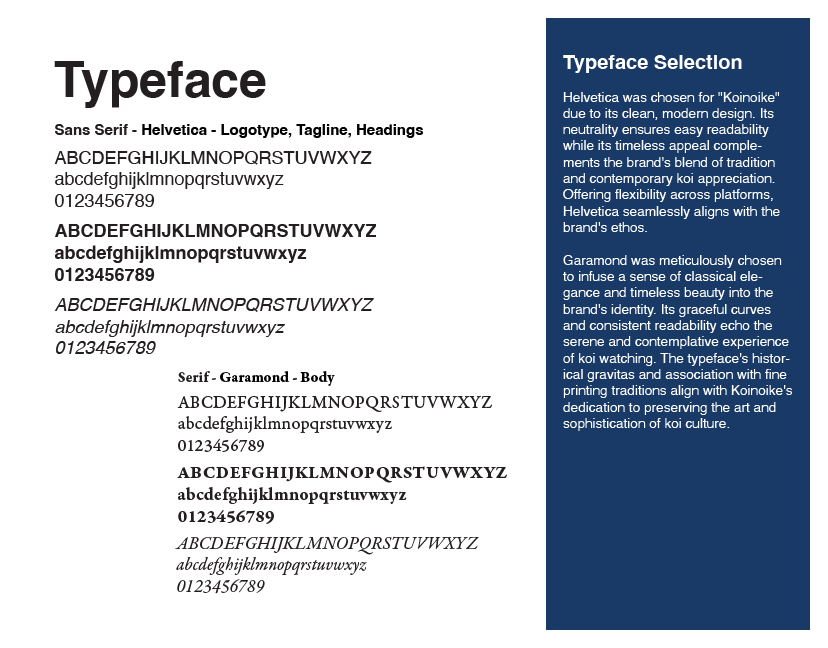 Typeface
Sans Serif - Helvetica - Logotype, Tagline, Headings
ABCDEFGHIJKLMNOPQRSTUVWXYZ
abcdefghijklmnopqrstuvwxyz
0123456789
ABCDEFGHIJKLMNOPQRSTUVWXYZ
abcdefghijklmnopqrstuvwxyz
0123456789
ABCDEFGHIJKLMNOPQRSTUVWXYZ
abcdefghijklmnopqrstuvwxyz
0123456789
Serif - Garamond - Body
ABCDEFGHIJKLMNOPQRSTUVWXYZ
abcdefghijklmnopqrstuvwxyz
0123456789
ABCDEFGHIJKLMNOPQRSTUVWXYZ
abcdefghijklmnopqrstuvwxyz
0123456789
ABCDEFGHIJKLMNOPQRSTUVWXYZ
abcdefghijklmnopqrstuvwxyz
0123456789
Typeface Selection
Helvetica was chosen for "Koinoike"
due to its clean, modern design. Its
neutrality ensures easy readability
while its timeless appeal comple-
ments the brand's blend of tradition
and contemporary koi appreciation.
Offering flexibility across platforms,
Helvetica seamlessly aligns with the
brand's ethos.
Garamond was meticulously chosen
to infuse a sense of classical ele-
gance and timeless beauty into the
brand's identity. Its graceful curves
and consistent readability echo the
serene and contemplative experience
of koi watching. The typeface's histor-
ical gravitas and association with fine
printing traditions align with Koinoike's
dedication to preserving the art and
sophistication of koi culture.